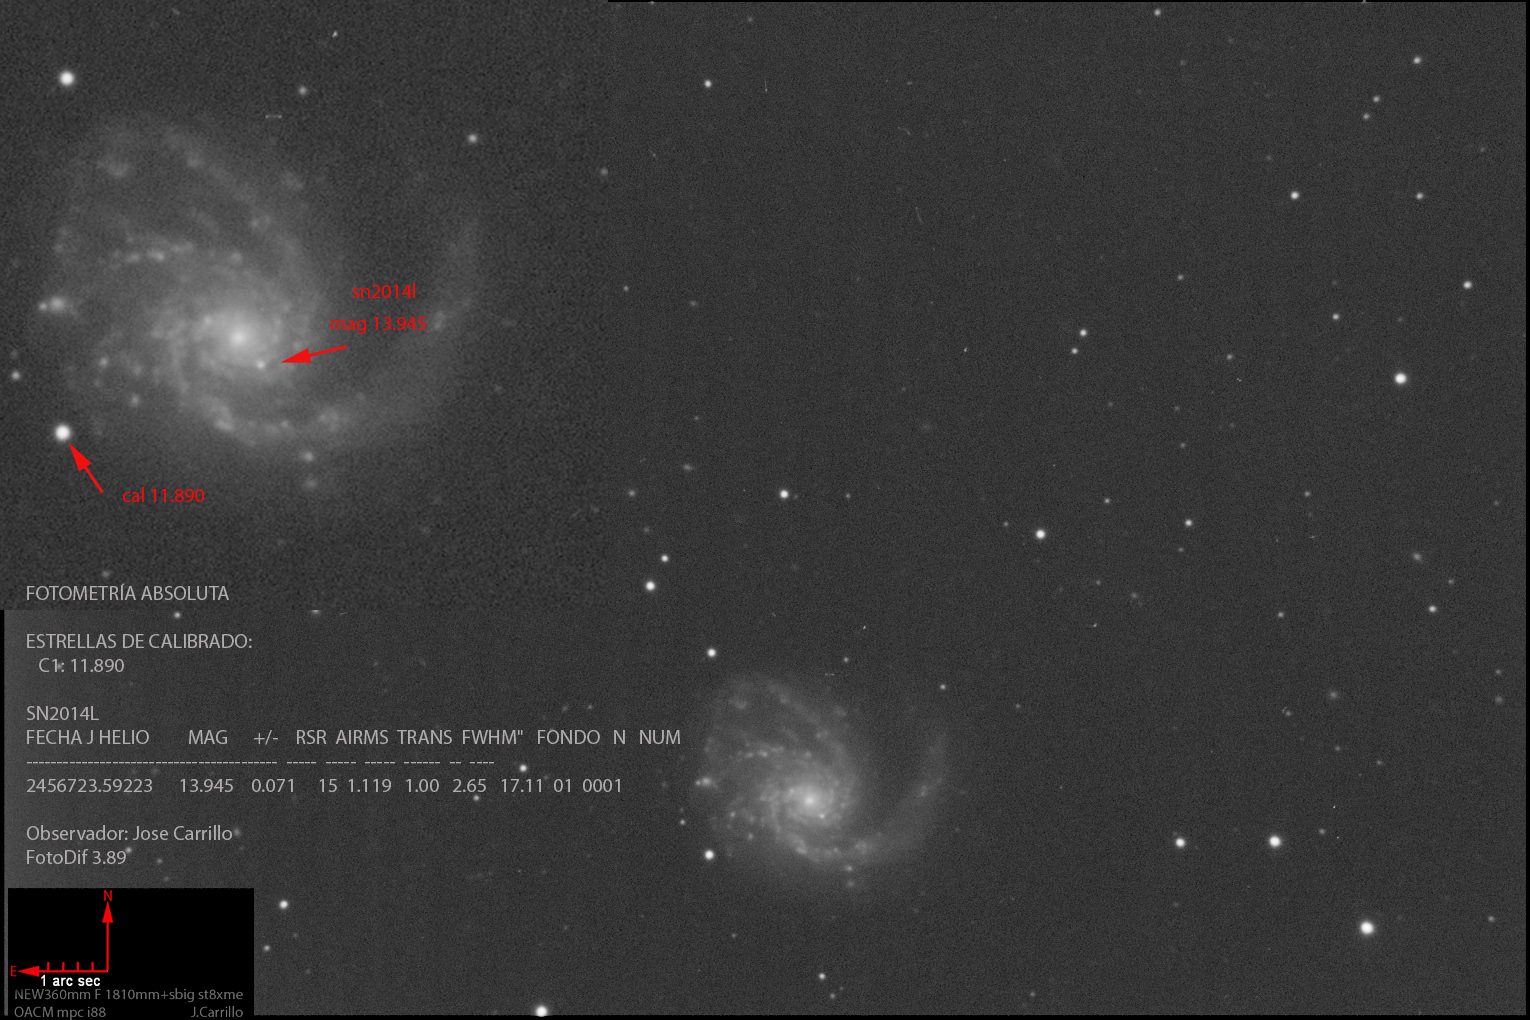 sn2014l
mag 13.945
cal 11.890
FOTOMETRÍA ABSOLUTA
ESTRELLAS DE CALIBRADO:
C1: 11.890
SN2014L
FECHA J HELIO MAG +/- RSR AIRMS TRANS FWHM" FONDO N NUM
------------------------------------------ ----- ----- ----- ------ -- ----
2456723.59223 13.945 0.071 15 1.119 1.00 2.65 17.11 01 0001
Observador: Jose Carrillo
FotoDif 3.89
N
E
1 arc sec
NEW360mm F 1810mm+sbig st8xme
OACM mpc i88 J.Carrillo